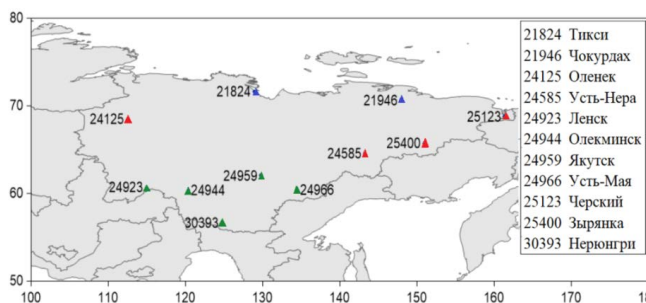 80
70
60
50
100
110
120
130
140
150
160
170
21824
21946
24125
25123
25400
24585
24959
24923
24944
24966
30393
21824 Тикси
21946 Чокурдах
24125 Оленек
24585 Усть-Нера
24923 Ленск
24944 Олекминск
24959 Якутск
24966 Усть-Мая
25123 Черский
25400 Зырянка
30393 Нерюнгри